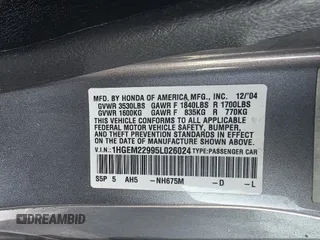 MFD. BY HONDA OF AMERICA MFG., INC. 12/'04
GVWR 3530LBS GAWR F 1840LBS R 1700LBS
GVWR 1600KG GAWR F 835KG R 770KG
THIS VEHICLE CONFORMS TO ALL APPLICABLE
FEDERAL MOTOR VEHICLE SAFETY, BUMPER,
AND THEFT PREVENTION STANDARDS IN EFFECT
ON THE DATE OF MANUFACTURE SHOWN ABOVE.
1HGEM22995L026024 TYPE:PASSENGER CAR
S5P 5 AH5 -NH675M -D -L
AUTOBIDMASTER